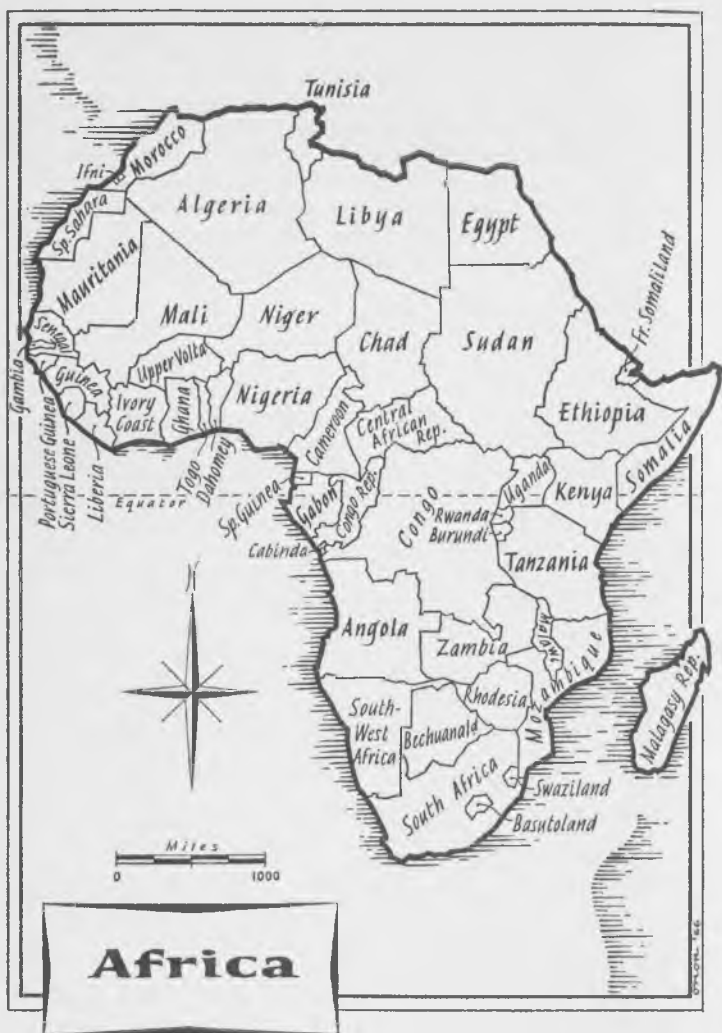 Tunisia
Morocco
Ifni
Algeria
Libya
Egypt
Sp. Sahara
Mauritania
Mali
Niger
Chad
Sudan
Fr. Somaliland
Senegal
Gambia
Guinea
Upper Volta
Ivory
Coast
Ghana
Nigeria
Cameroon
Central
African
Rep.
Ethiopia
Somalia
Portuguese Guinea
Sierra Leone
Liberia
Togo
Dahomey
Equator
Sp. Guinea
Gabon
Congo Rep.
Congo
Uganda
Kenya
Rwanda
Burundi
Cabinda
Tanzania
Angola
Zambia
Malawi
Mozambique
Malagasy Rep.
Rhodesia
South-
West
Africa
Bechuanald
South Africa
Swaziland
Basutoland
Miles
0 1000
Africa